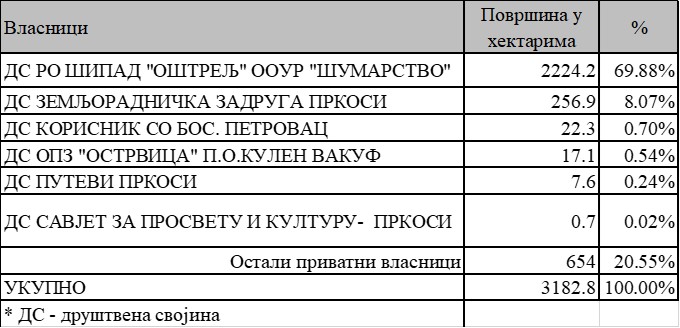 Власници Површина у хектарима %
ДС РО ШИПАД "ОШТРЕЉ" ООУР "ШУМАРСТВО" 2224.2 69.88%
ДС ЗЕМЉОРАДНИЧКА ЗАДРУГА ПРКОСИ 256.9 8.07%
ДС КОРИСНИК СО БОС. ПЕТРОВАЦ 22.3 0.70%
ДС ОПЗ "ОСТРВИЦА" П.О.КУЛЕН ВАКУФ 17.1 0.54%
ДС ПУТЕВИ ПРКОСИ 7.6 0.24%
ДС САВЈЕТ ЗА ПРОСВЕТУ И КУЛТУРУ- ПРКОСИ 0.7 0.02%
Остали приватни власници 654 20.55%
УКУПНО 3182.8 100.00%
* ДС - друштвена својина